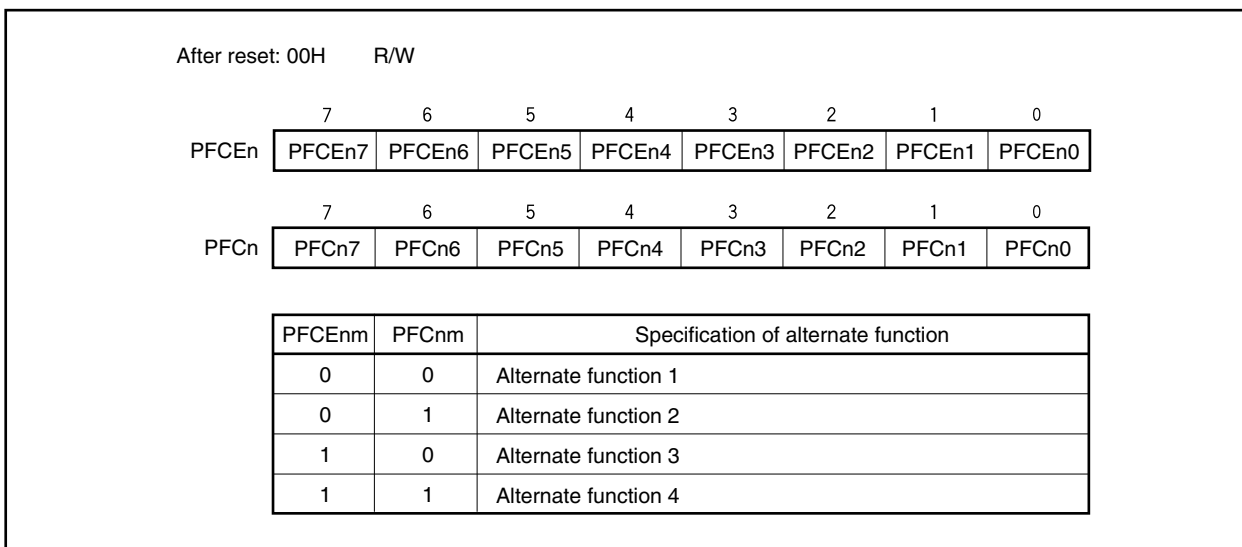 After reset: 00H R/W
7 6 5 4 3 2 1 0
PFCEn PFCEn7 PFCEn6 PFCEn5 PFCEn4 PFCEn3 PFCEn2 PFCEn1 PFCEn0
7 6 5 4 3 2 1 0
PFCn PFCn7 PFCn6 PFCn5 PFCn4 PFCn3 PFCn2 PFCn1 PFCn0
PFCEnm PFCnm Specification of alternate function
0 0 Alternate function 1
0 1 Alternate function 2
1 0 Alternate function 3
1 1 Alternate function 4